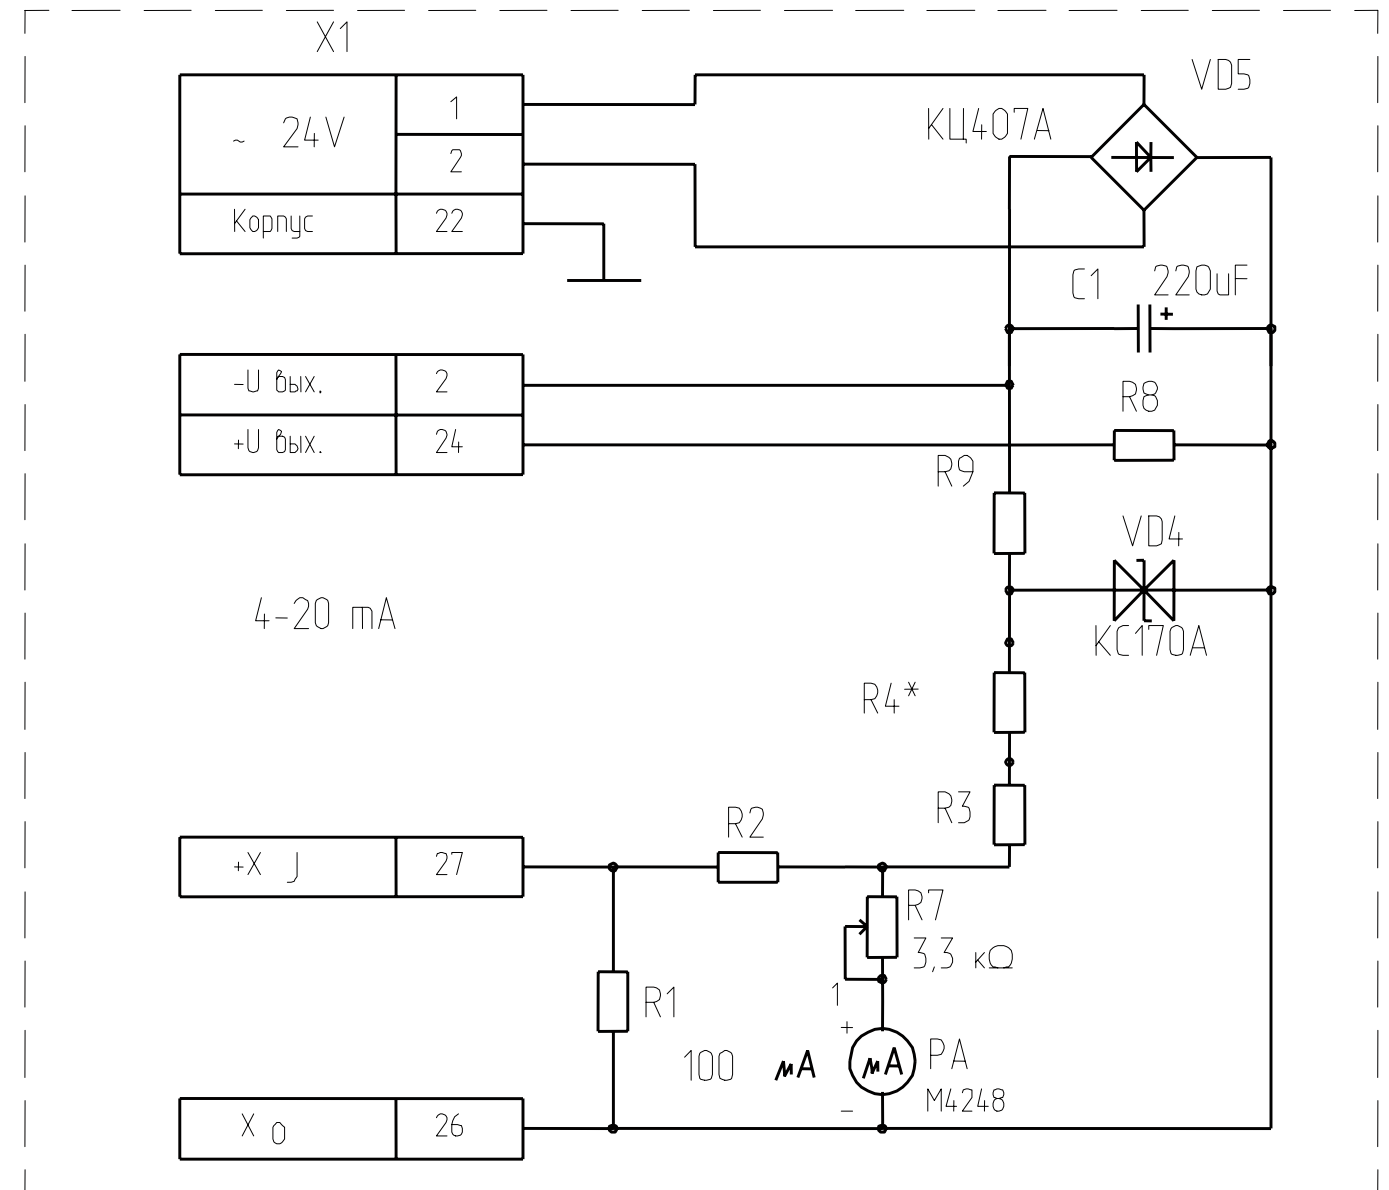 X1
1
VD5
КЦ407А
~ 24V
2
Корпус 22
C1 220uF
+
-U вых. 2
R8
+U вых. 24
R9
VD4
4-20 mA
КС170А
R4*
R2
R3
+X J 27
R7
3,3 кΩ
1
R1
+
100 мА
мА
PA
М4248
-
X 0 26